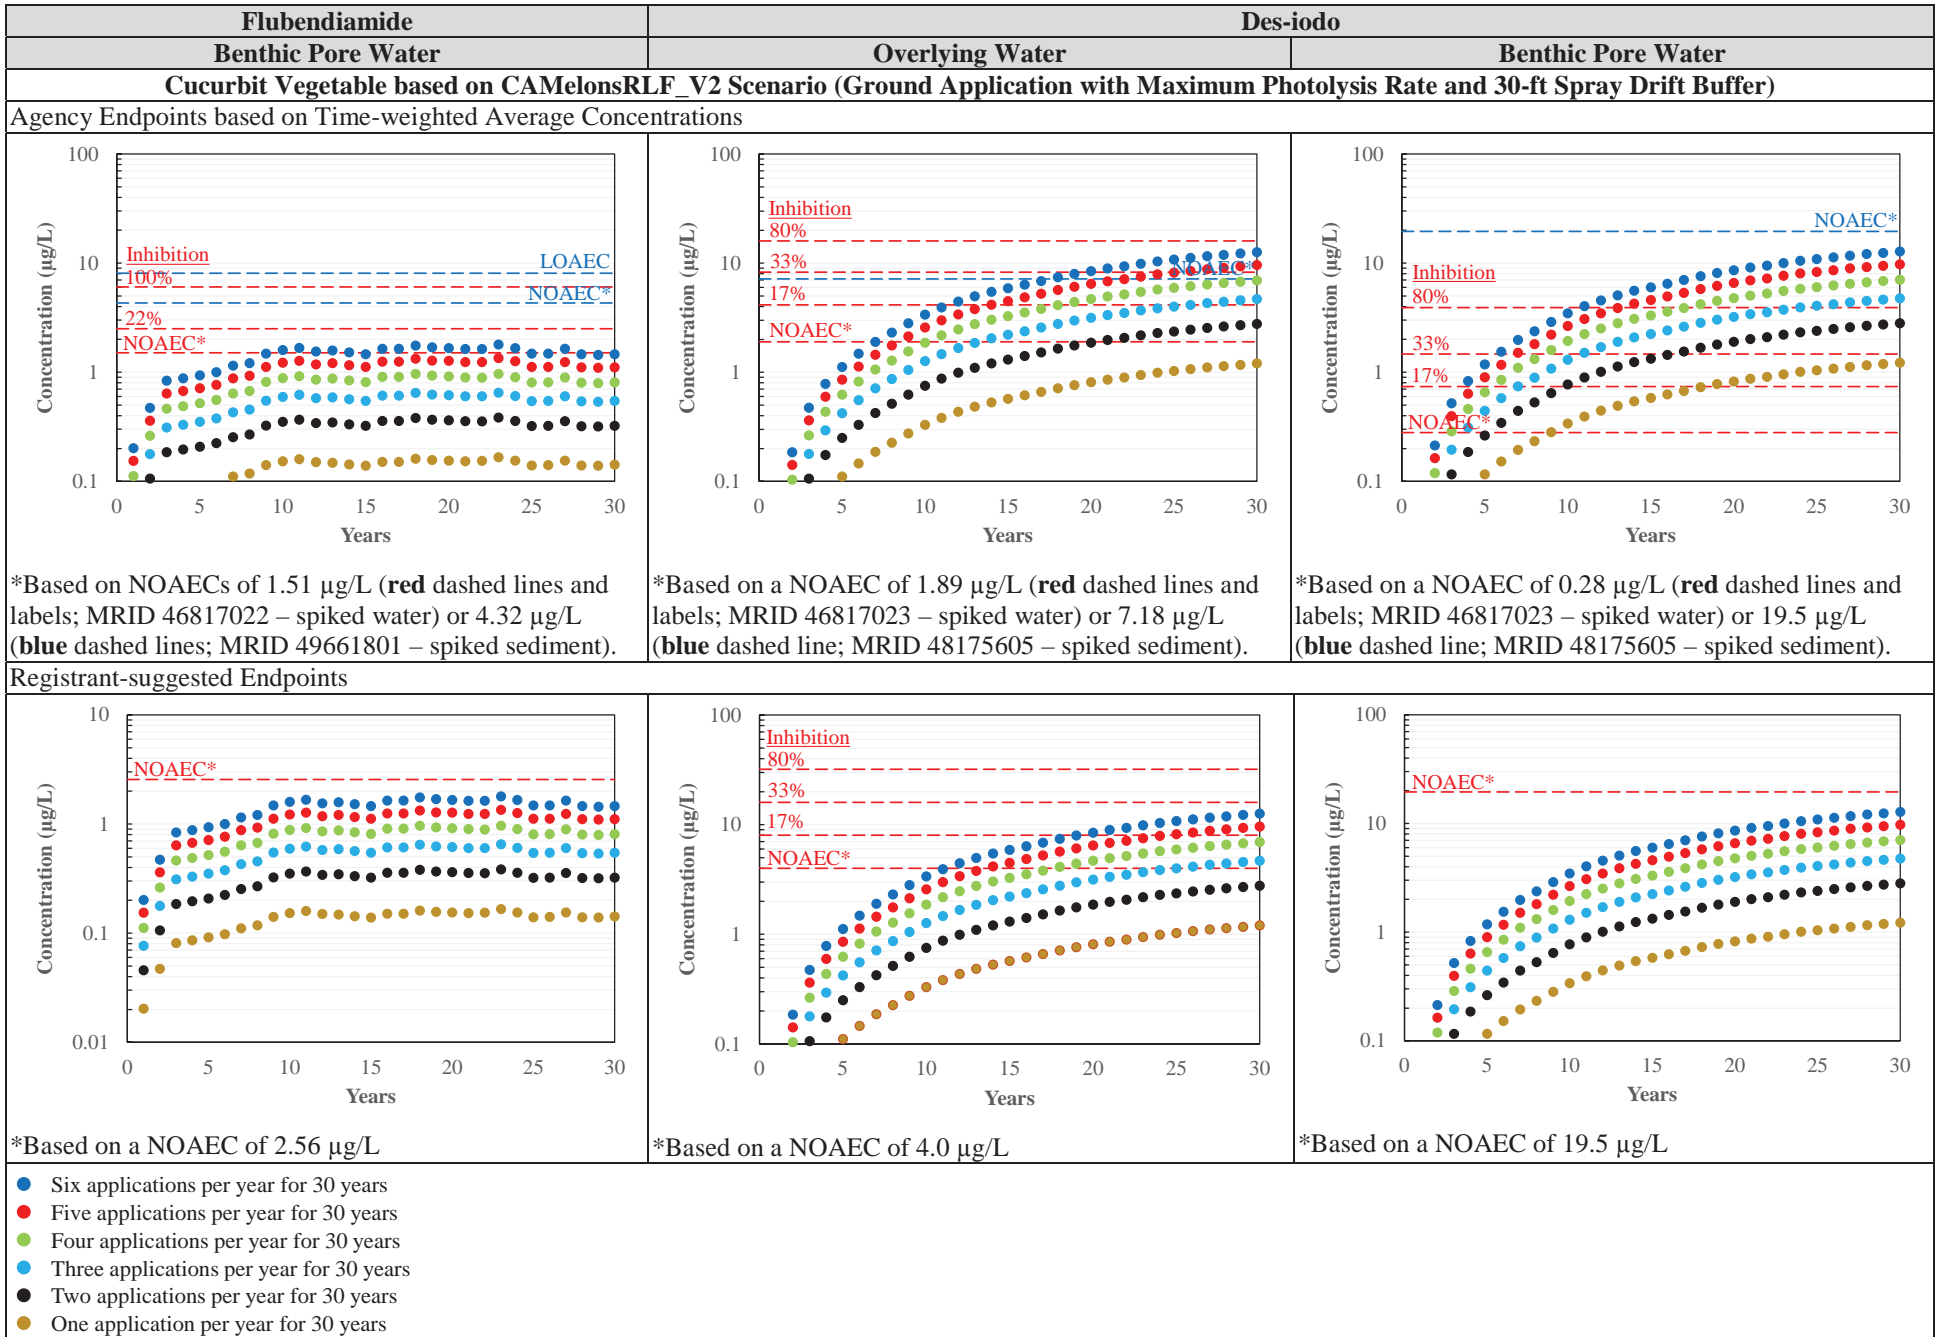 Flubendiamide
Des-iodo
Benthic Pore Water
Overlying Water
Benthic Pore Water
Cucurbit Vegetable based on CAMelonsRLF_V2 Scenario (Ground Application with Maximum Photolysis Rate and 30-ft Spray Drift Buffer)
Agency Endpoints based on Time-weighted Average Concentrations
100
10
1
0.1
Concentration (µg/L)
Inhibition
100%
22%
NOAEC*
LOAEC
NOAEC*
0 5 10 15 20 25 30
Years
*Based on NOAECs of 1.51 µg/L (red dashed lines and
labels; MRID 46817022 – spiked water) or 4.32 µg/L
(blue dashed lines; MRID 49661801 – spiked sediment).
100
10
1
0.1
Concentration (µg/L)
Inhibition
80%
33%
17%
NOAEC*
NOAEC*
0 5 10 15 20 25 30
Years
*Based on a NOAEC of 1.89 µg/L (red dashed lines and
labels; MRID 46817023 – spiked water) or 7.18 µg/L
(blue dashed line; MRID 48175605 – spiked sediment).
100
10
1
0.1
Concentration (µg/L)
NOAEC*
Inhibition
80%
33%
17%
NOAEC*
0 5 10 15 20 25 30
Years
*Based on a NOAEC of 0.28 µg/L (red dashed lines and
labels; MRID 46817023 – spiked water) or 19.5 µg/L
(blue dashed line; MRID 48175605 – spiked sediment).
Registrant-suggested Endpoints
10
1
0.1
0.01
Concentration (µg/L)
NOAEC*
0 5 10 15 20 25 30
Years
*Based on a NOAEC of 2.56 µg/L
100
10
1
0.1
Concentration (µg/L)
Inhibition
80%
33%
17%
NOAEC*
0 5 10 15 20 25 30
Years
*Based on a NOAEC of 4.0 µg/L
100
10
1
0.1
Concentration (µg/L)
NOAEC*
0 5 10 15 20 25 30
Years
*Based on a NOAEC of 19.5 µg/L
Six applications per year for 30 years
Five applications per year for 30 years
Four applications per year for 30 years
Three applications per year for 30 years
Two applications per year for 30 years
One application per year for 30 years